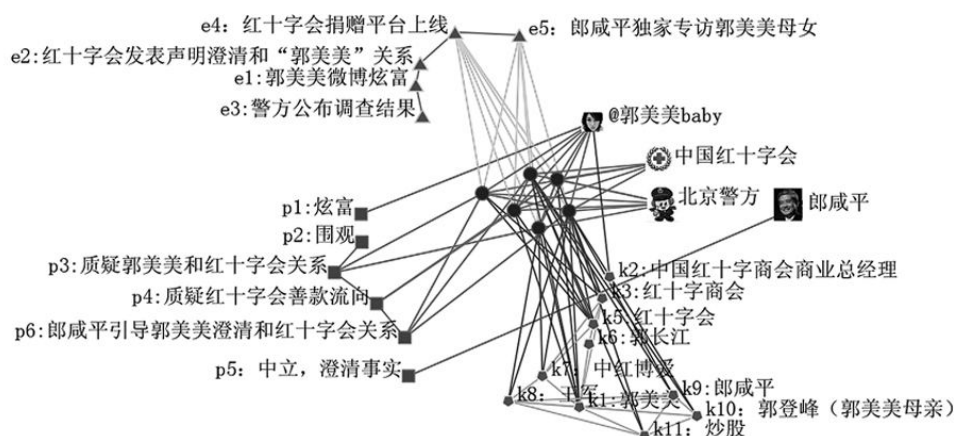 e4：红十字会捐赠平台上线
e5：郎咸平独家专访郭美美母女
e2:红十字会发表声明澄清和“郭美美”关系
e1:郭美美微博炫富
e3:警方公布调查结果
@郭美美baby
中国红十字会
北京警方
郎咸平
p1:炫富
p2:围观
p3:质疑郭美美和红十字会关系
p4:质疑红十字会善款流向
p6:郎咸平引导郭美美澄清和红十字会关系
p5：中立，澄清事实
k2:中国红十字商会商业总经理
k3:红十字商会
k5:红十字会
k6:郭长江
k7：中红博爱
k8：王军
k1:郭美美
k9:郎咸平
k10：郭登峰（郭美美母亲）
k11：炒股